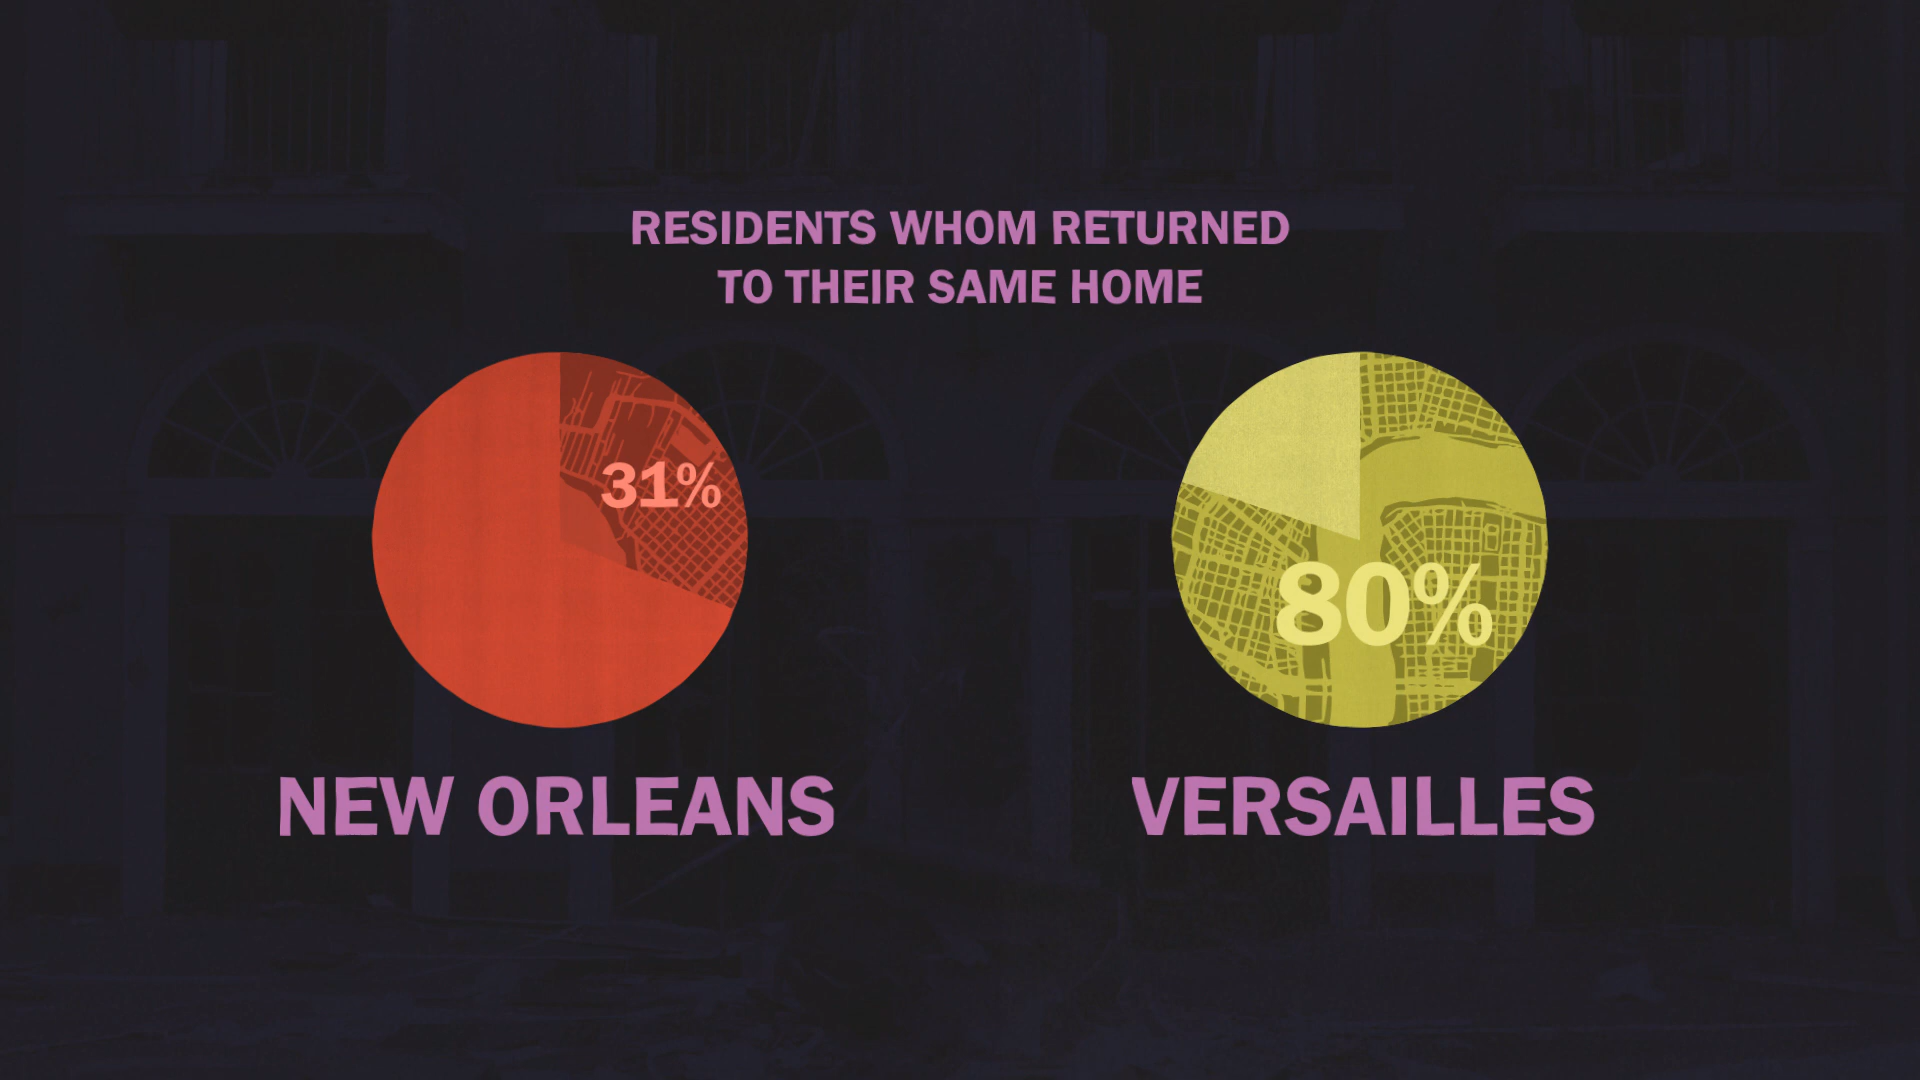 RESIDENTS WHOM RETURNED
TO THEIR SAME HOME
31%
80%
NEW ORLEANS
VERSAILLES